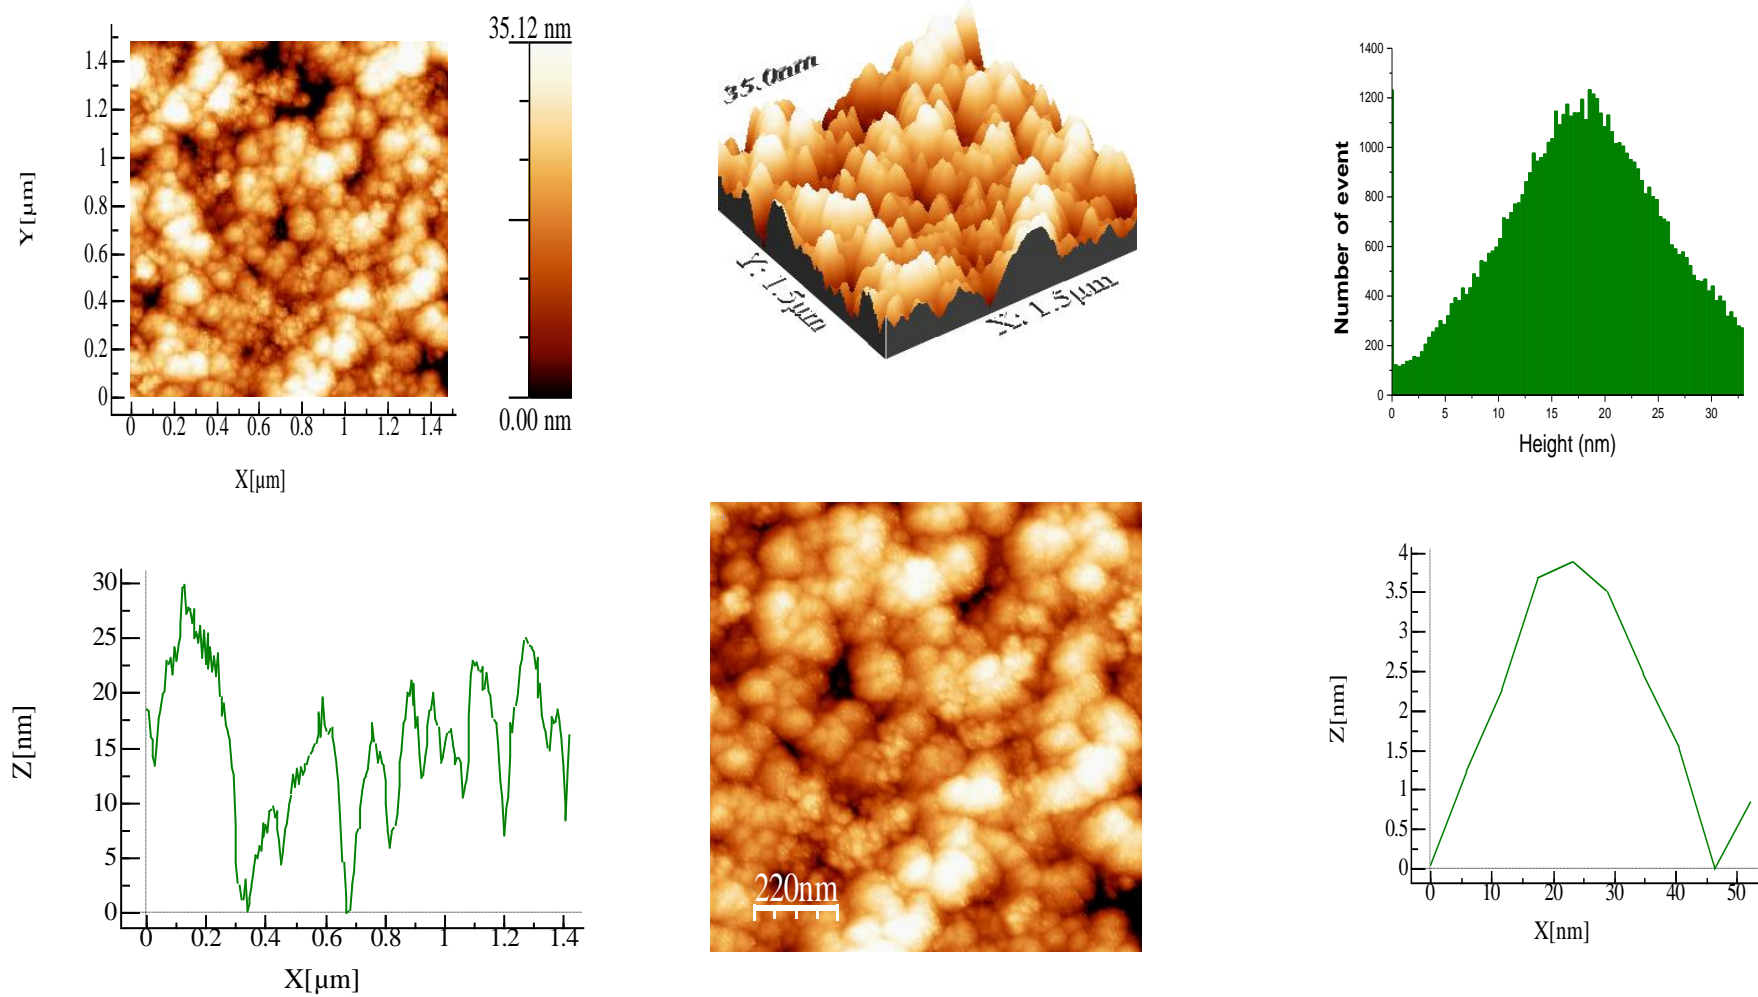 35.12 nm
Y[µm]
1.4
1.2
1
0.8
0.6
0.4
0.2
0
0 0.2 0.4 0.6 0.8 1 1.2 1.4
X[µm]
0.00 nm
35.0nm
Y: 1.5µm
X: 1.5µm
Number of event
1400
1200
1000
800
600
400
200
0
0 5 10 15 20 25 30
Height (nm)
Z[nm]
30
25
20
15
10
5
0
0 0.2 0.4 0.6 0.8 1 1.2 1.4
X[µm]
220nm
Z[nm]
4
3.5
3
2.5
2
1.5
1
0.5
0
0 10 20 30 40 50
X[nm]